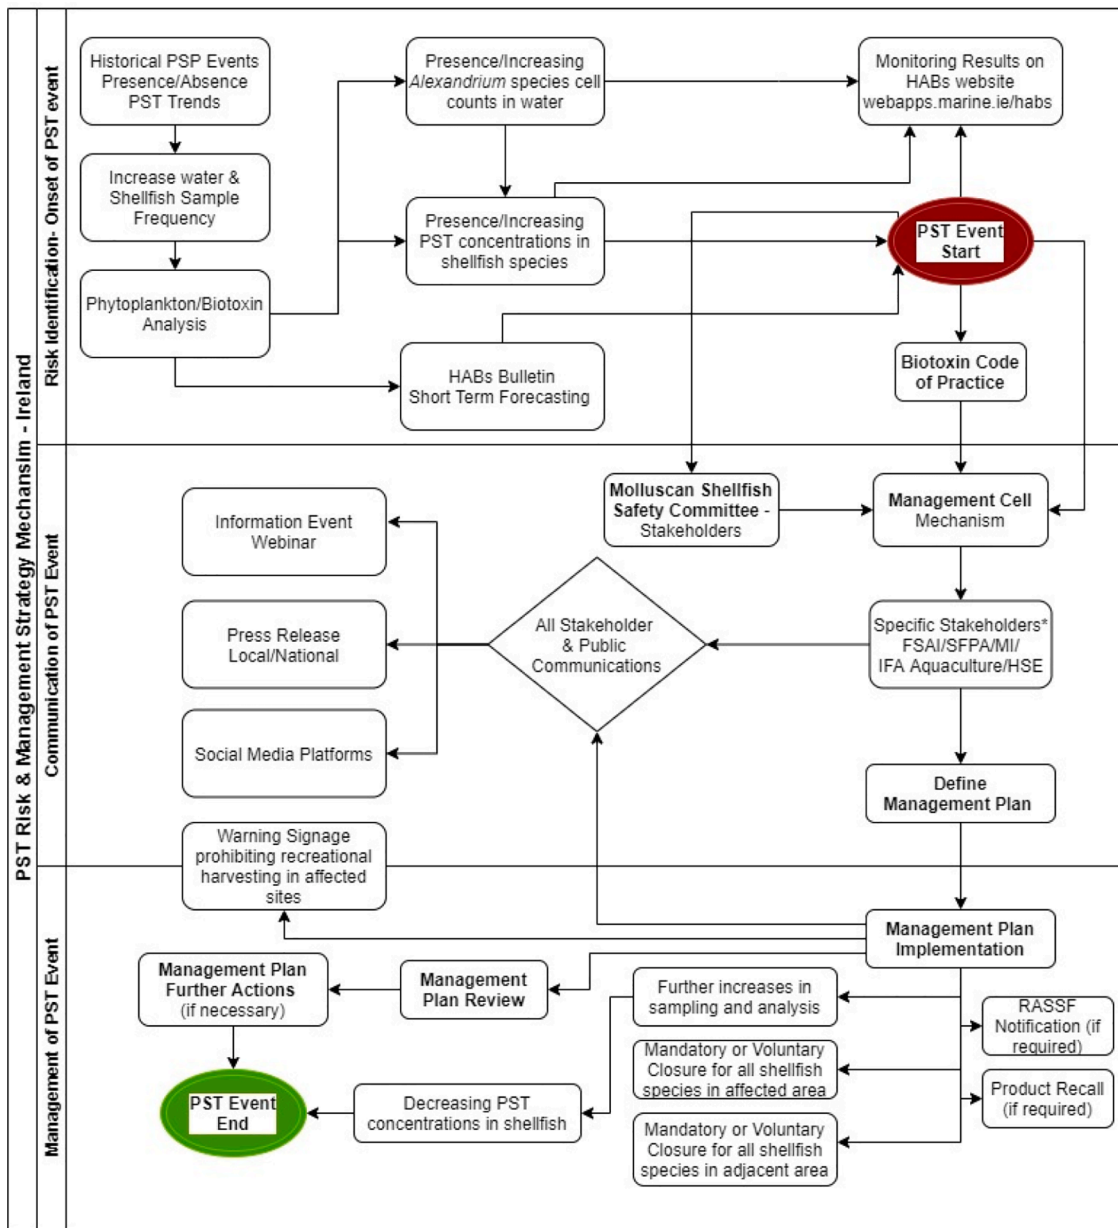 PST Risk & Management Strategy Mechansim - Ireland
Risk Identification- Onset of PST event
Historical PSP Events
Presence/Absence
PST Trends
Presence/Increasing
Alexandrium species cell
counts in water
Monitoring Results on
HABs website
webapps.marine.ie/habs
Increase water &
Shellfish Sample
Frequency
Presence/Increasing
PST concentrations in
shellfish species
PST Event
Start
Phytoplankton/Biotoxin
Analysis
HABs Bulletin
Short Term Forecasting
Biotoxin Code
of Practice
Communication of PST Event
Molluscan Shellfish
Safety Committee -
Stakeholders
Management Cell
Mechanism
Information Event
Webinar
Press Release
Local/National
Social Media Platforms
All Stakeholder
& Public
Communications
Specific Stakeholders*
FSAI/SFPA/MI/
IFA Aquaculture/HSE
Define
Management Plan
Warning Signage
prohibiting recreational
harvesting in affected
sites
Management of PST Event
Management Plan
Implementation
Management Plan
Further Actions
(if necessary)
Management
Plan Review
Further increases in
sampling and analysis
RASSF
Notification (if
required)
Mandatory or Voluntary
Closure for all shellfish
species in affected area
Product Recall
(if required)
PST Event
End
Decreasing PST
concentrations in shellfish
Mandatory or Voluntary
Closure for all shellfish
species in adjacent area